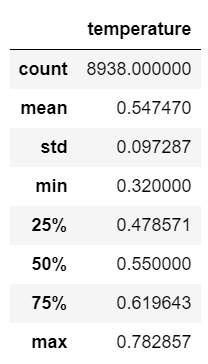 temperature
count 8938.000000
mean 0.547470
std 0.097287
min 0.320000
25% 0.478571
50% 0.550000
75% 0.619643
max 0.782857